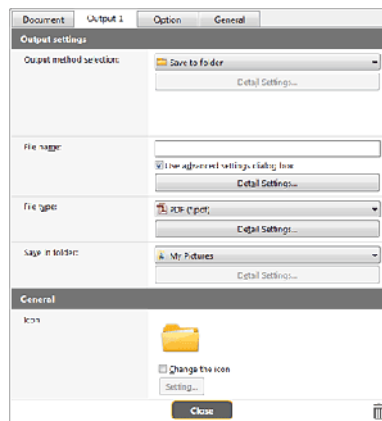 Document Output 1 Option General
Output settings
Output method selection: Save to folder
Detail Settings...
File name:
Use advanced settings dialog box
Detail Settings...
File type: PDF (*.pdf)
Detail Settings...
Save in folder: My Pictures
Detail Settings...
General
Icon
Change the icon
Setting...
Close